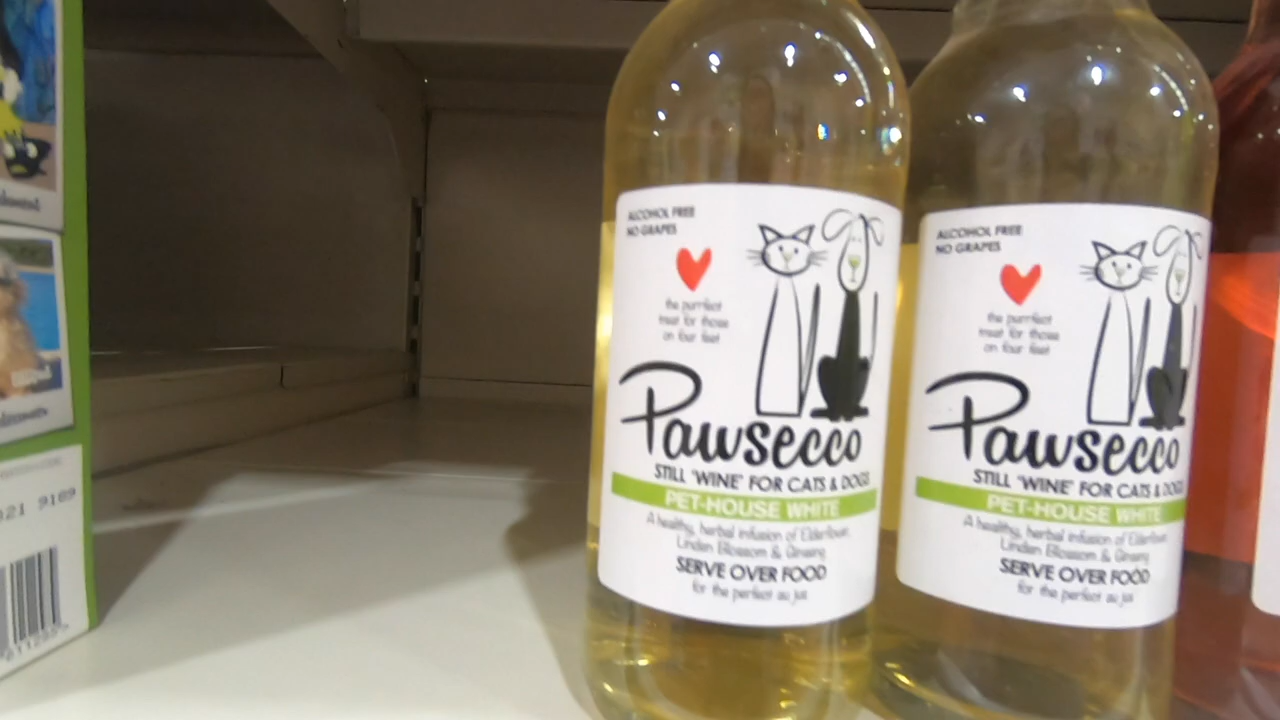 ALCOHOL FREE
NO GRAPES
the purrfect
treat for those
on four feet
Pawsecco
STILL 'WINE' FOR CATS & DOGS
PET-HOUSE WHITE
A healthy, herbal infusion of Elderflower,
Linden Blossom & Ginseng
SERVE OVER FOOD
for the perfect au jus
ALCOHOL FREE
NO GRAPES
the purrfect
treat for those
on four feet
Pawsecco
STILL 'WINE' FOR CATS & DOGS
PET-HOUSE WHITE
A healthy, herbal infusion of Elderflower,
Linden Blossom & Ginseng
SERVE OVER FOOD
for the perfect au jus
21 9169